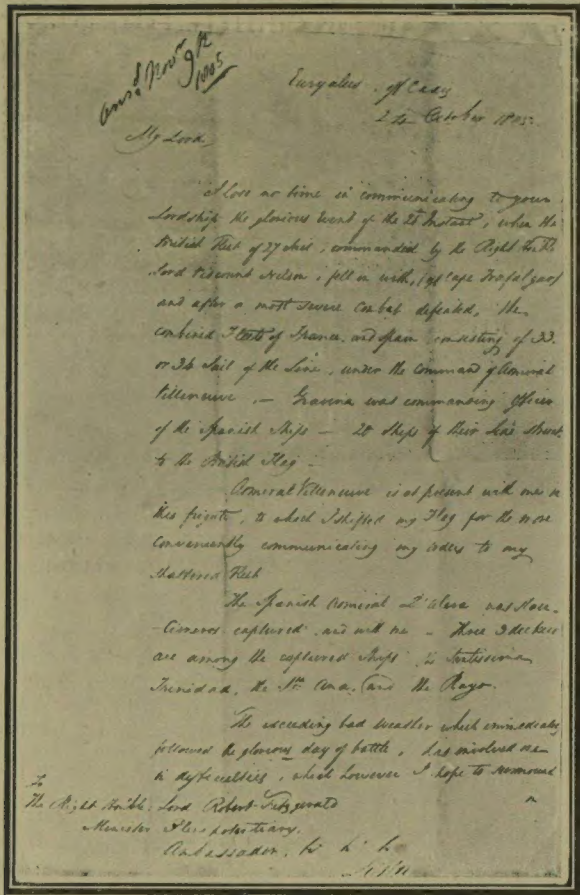 Ansd. Novr.
9th
1805
Euryalus. off Cadiz
October 1805
My Lord
I lose no time in communicating to your
Lordship the glorious Event of the 21 Instant, when the
British Fleet of 27 Sail, commanded by the Right Honble.
Lord Viscount Nelson, fell in with, (off Cape Trafalgar)
and after a most severe Combat defeated, the
combined Fleets of France and Spain consisting of 33
or 34 Sail of the Line, under the Command of Admiral
Villeneuve, - Gravina was commanding Officer
of the Spanish Ships - 20 Ships of their Line struck
to the British Flag -
Admiral Villeneuve is at present with me in
this frigate, to which I shifted my Flag for the more
conveniently communicating my orders to my
shattered Fleet
The Spanish Admiral D'Alava was
Cisneros captured and with me - Three 3 deckers
are among the captured Ships Santissima
Trinidad, the Sta. Ana, and the Rayo.
The exceeding bad Weather which immediately
followed the glorious day of battle, has involved me
in difficulties, which however I hope to surmount
To
The Right Honble. Lord Robert Fitzgerald
Minister Plenipotentiary.
Ambassador,